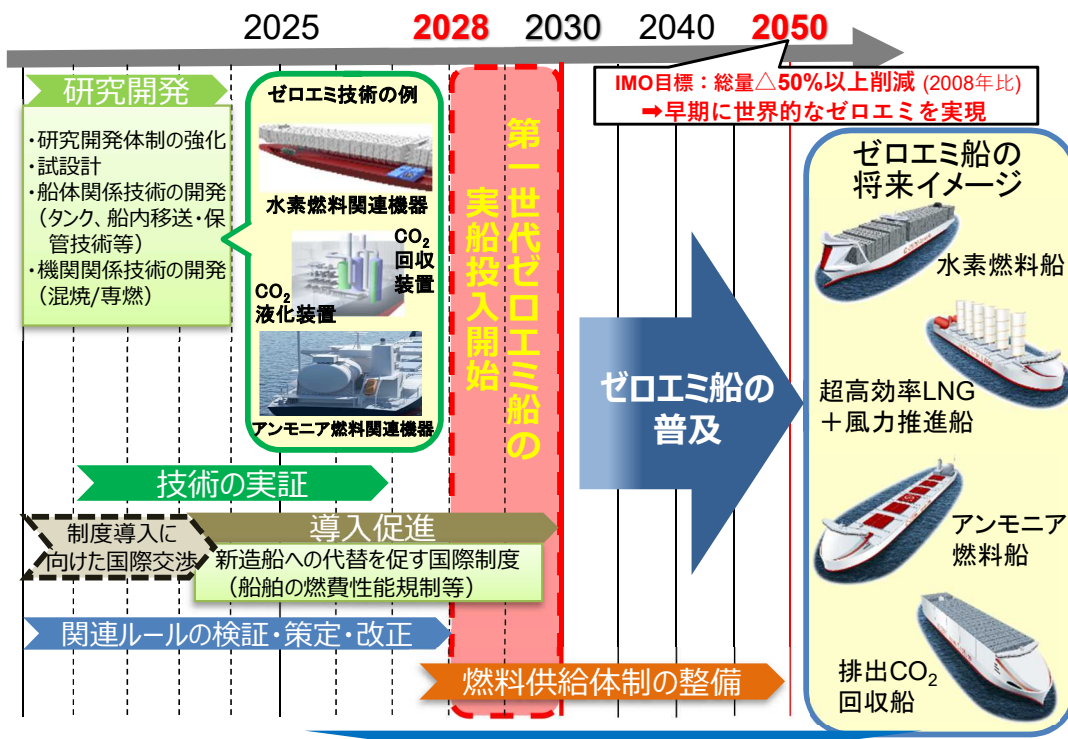 2025
2028
2030
2040
2050
IMO目標：総量△50%以上削減 (2008年比)
➡早期に世界的なゼロエミを実現
研究開発
・研究開発体制の強化
・試設計
・船体関係技術の開発
（タンク、船内移送・保
管技術等）
・機関関係技術の開発
（混焼/専燃）
ゼロエミ技術の例
水素燃料関連機器
CO2
回収
装置
CO2
液化装置
アンモニア燃料関連機器
第一世代ゼロエミ船の
実船投入開始
ゼロエミ船の
普及
ゼロエミ船の
将来イメージ
水素燃料船
超高効率LNG
＋風力推進船
アンモニア
燃料船
排出CO2
回収船
技術の実証
制度導入に
向けた国際交渉
導入促進
新造船への代替を促す国際制度
（船舶の燃費性能規制等）
関連ルールの検証・策定・改正
燃料供給体制の整備